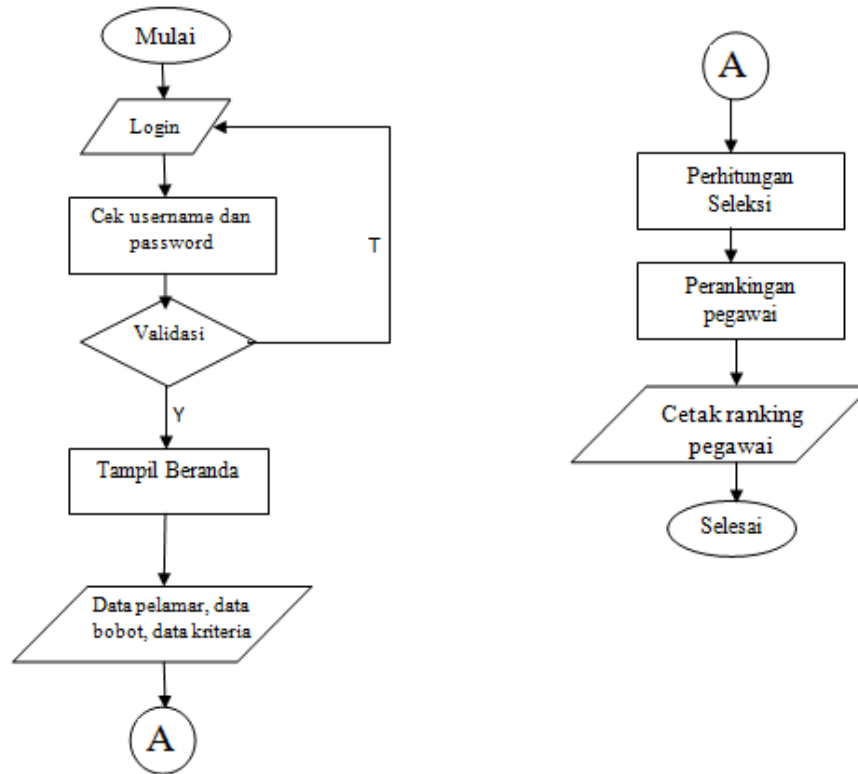 Mulai
Login
Cek username dan
password
T
Validasi
Y
Tampil Beranda
Data pelamar, data
bobot, data kriteria
A
A
Perhitungan
Seleksi
Perankingan
pegawai
Cetak ranking
pegawai
Selesai